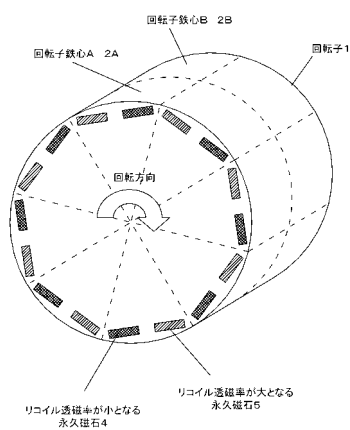 回転子鉄心B 2B
回転子鉄心A 2A
回転子1
回転方向
リコイル透磁率が大となる
永久磁石5
リコイル透磁率が小となる
永久磁石4